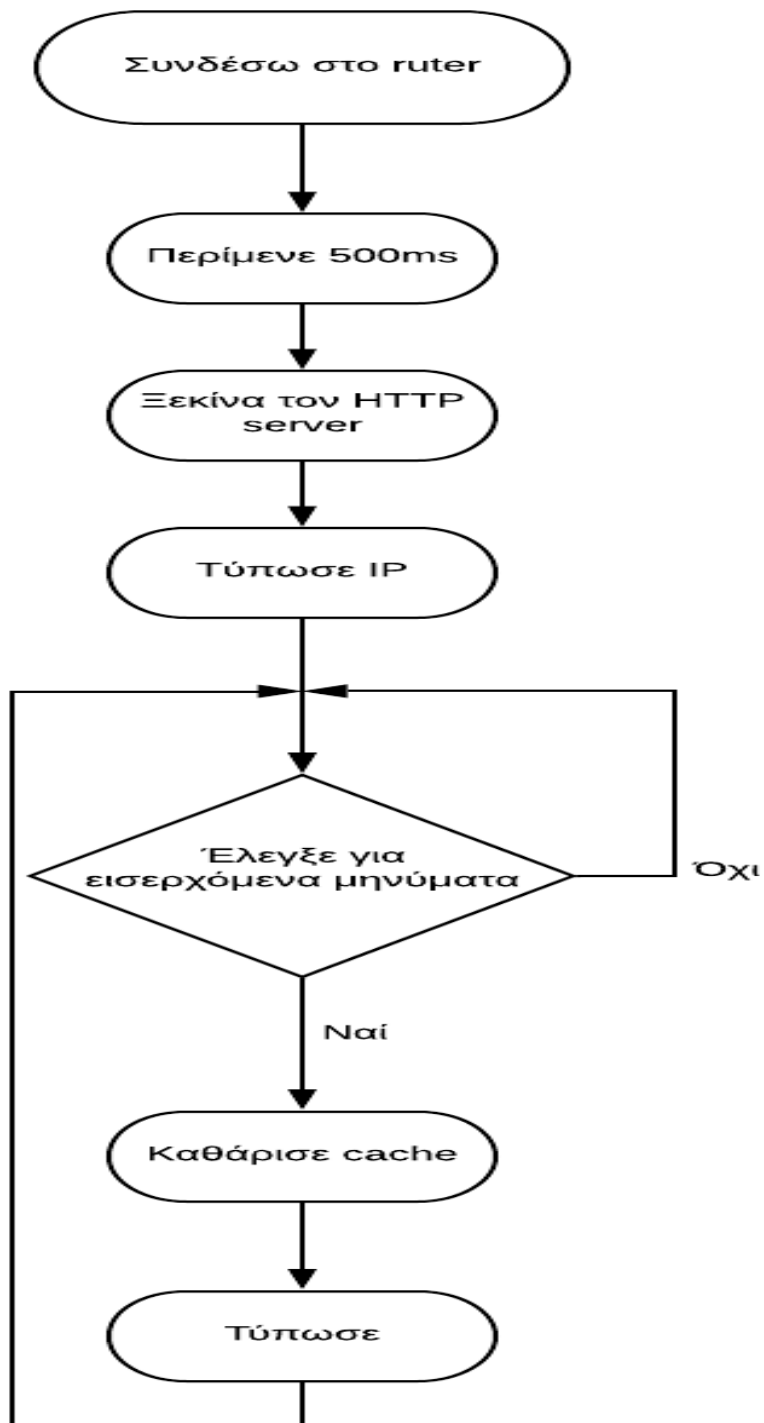 Συνδέσω στο ruter
Περίμενε 500ms
Ξεκίνα τον HTTP
server
Τύπωσε IP
Έλεγξε για
εισερχόμενα μηνύματα
Όχι
Ναί
Καθάρισε cache
Τύπωσε